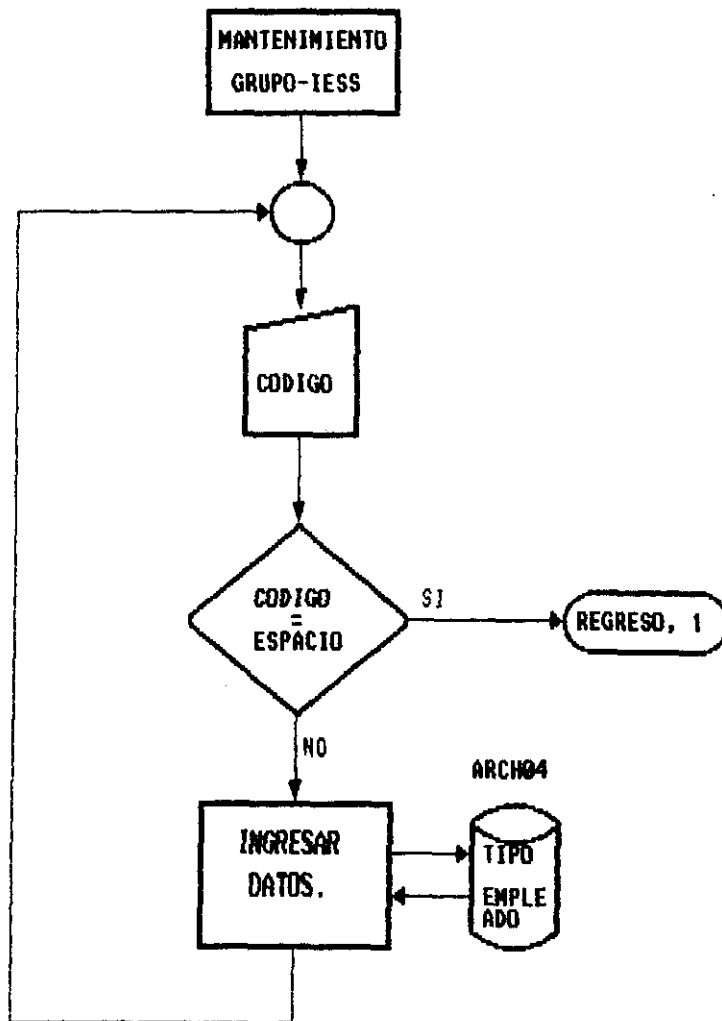 MANTENIMIENTO
GRUPO-IESS
CODIGO
CODIGO
=
ESPACIO
SI
REGRESO, 1
NO
ARCH04
INGRESAR
DATOS.
TIPO
EMPLE
ADO